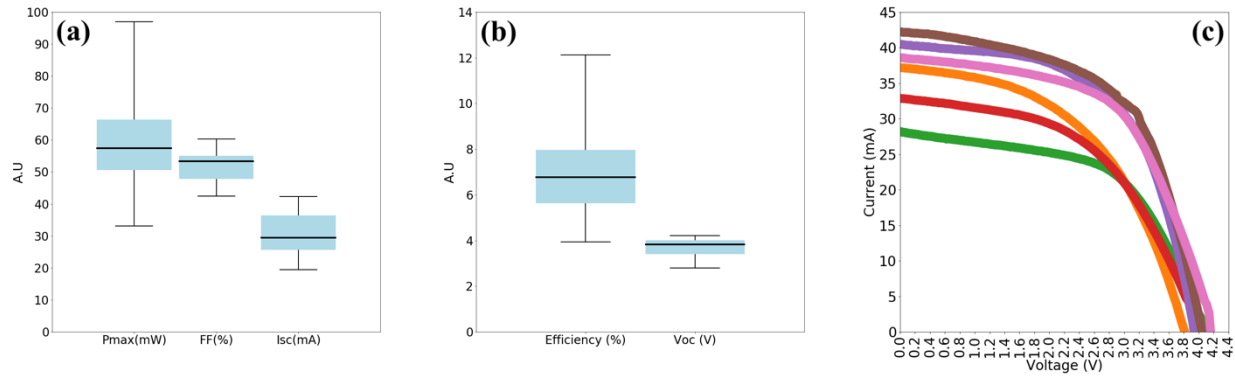 (a)
A.U
100
90
80
70
60
50
40
30
20
10
0
Pmax(mW) FF(%) Isc(mA)
(b)
A.U
14
12
10
8
6
4
2
0
Efficiency (%) Voc (V)
(c)
Current (mA)
45
40
35
30
25
20
15
10
5
0
0.0 0.2 0.4 0.6 0.8 1.0 1.2 1.4 1.6 1.8 2.0 2.2 2.4 2.6 2.8 3.0 3.2 3.4 3.6 3.8 4.0 4.2 4.4
Voltage (V)